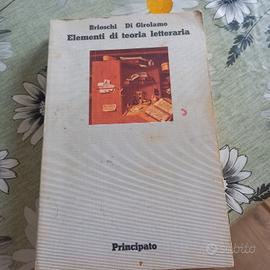 Brioschi Di Girolamo
Elementi di teoria letteraria
Principato
subito